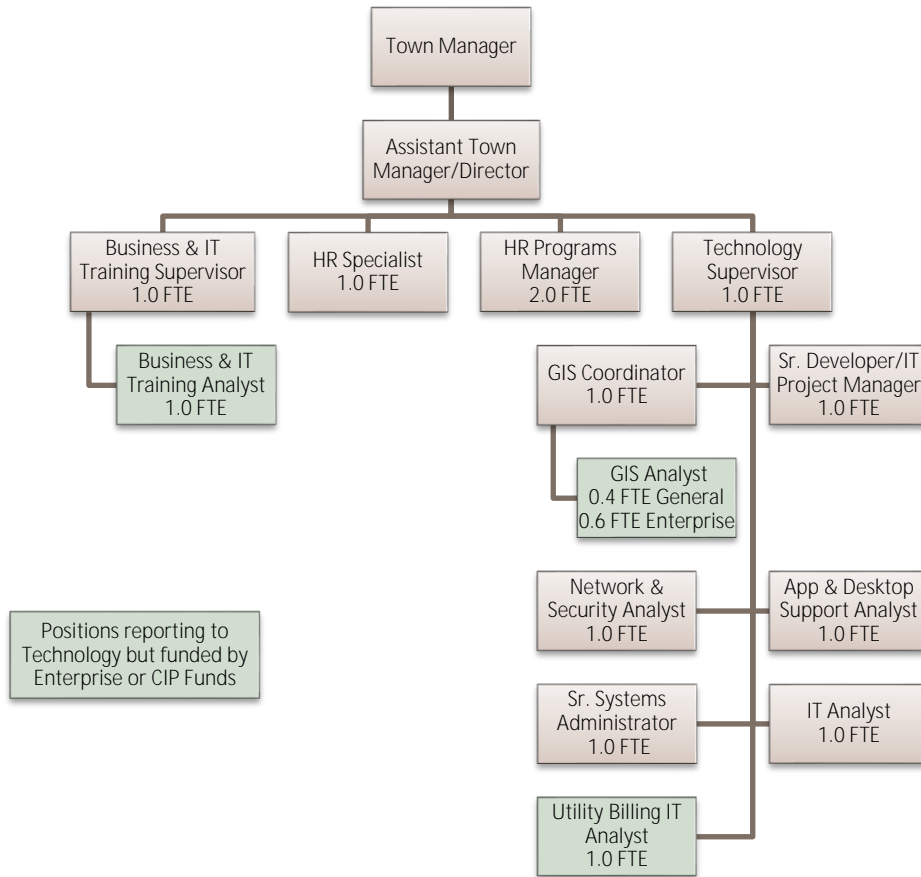 Town Manager
Assistant Town
Manager/Director
Business & IT
Training Supervisor
1.0 FTE
HR Specialist
1.0 FTE
HR Programs
Manager
2.0 FTE
Technology
Supervisor
1.0 FTE
Business & IT
Training Analyst
1.0 FTE
GIS Coordinator
1.0 FTE
Sr. Developer/IT
Project Manager
1.0 FTE
GIS Analyst
0.4 FTE General
0.6 FTE Enterprise
Network &
Security Analyst
1.0 FTE
App & Desktop
Support Analyst
1.0 FTE
Positions reporting to
Technology but funded by
Enterprise or CIP Funds
Sr. Systems
Administrator
1.0 FTE
IT Analyst
1.0 FTE
Utility Billing IT
Analyst
1.0 FTE